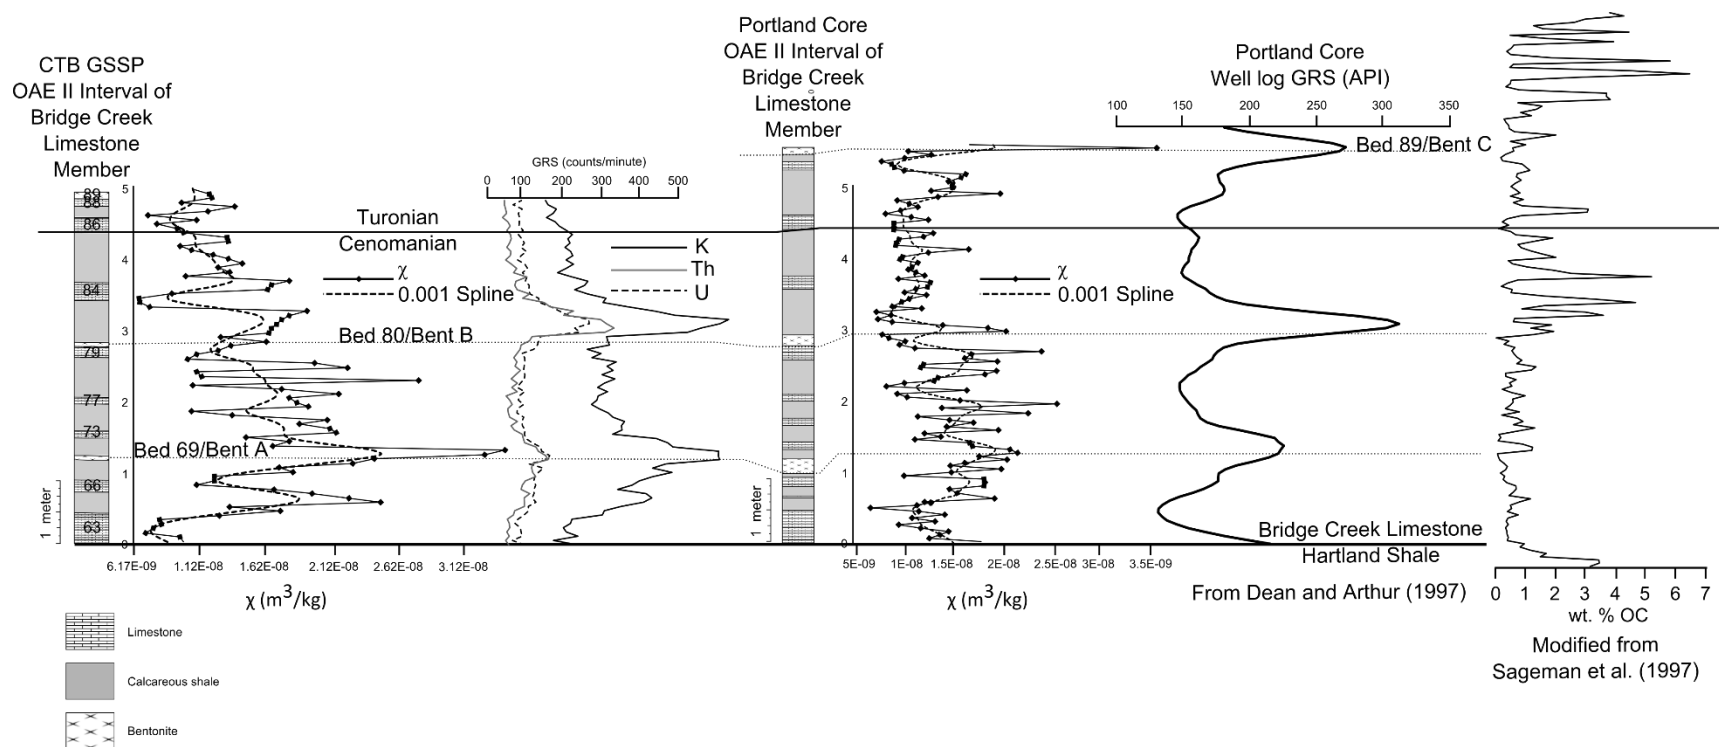 CTB GSSP
OAE II Interval of
Bridge Creek
Limestone
Member
89
88
86
84
79
77
73
66
63
5
4
3
2
1
0
1 meter
Bed 69/Bent A
Bed 80/Bent B
6.17E-09 1.12E-08 1.62E-08 2.12E-08 2.62E-08 3.12E-08
χ (m³/kg)
Turonian
Cenomanian
χ
0.001 Spline
GRS (counts/minute)
0 100 200 300 400 500
K
Th
U
Portland Core
OAE II Interval of
Bridge Creek
Limestone
Member
5
4
3
2
1
0
1 meter
χ
0.001 Spline
5E-09 1E-08 1.5E-08 2E-08 2.5E-08 3E-08 3.5E-09
χ (m³/kg)
Portland Core
Well log GRS (API)
100 150 200 250 300 350
Bed 89/Bent C
Bridge Creek Limestone
Hartland Shale
From Dean and Arthur (1997)
0 1 2 3 4 5 6 7
wt. % OC
Modified from
Sageman et al. (1997)
Limestone
Calcareous shale
Bentonite